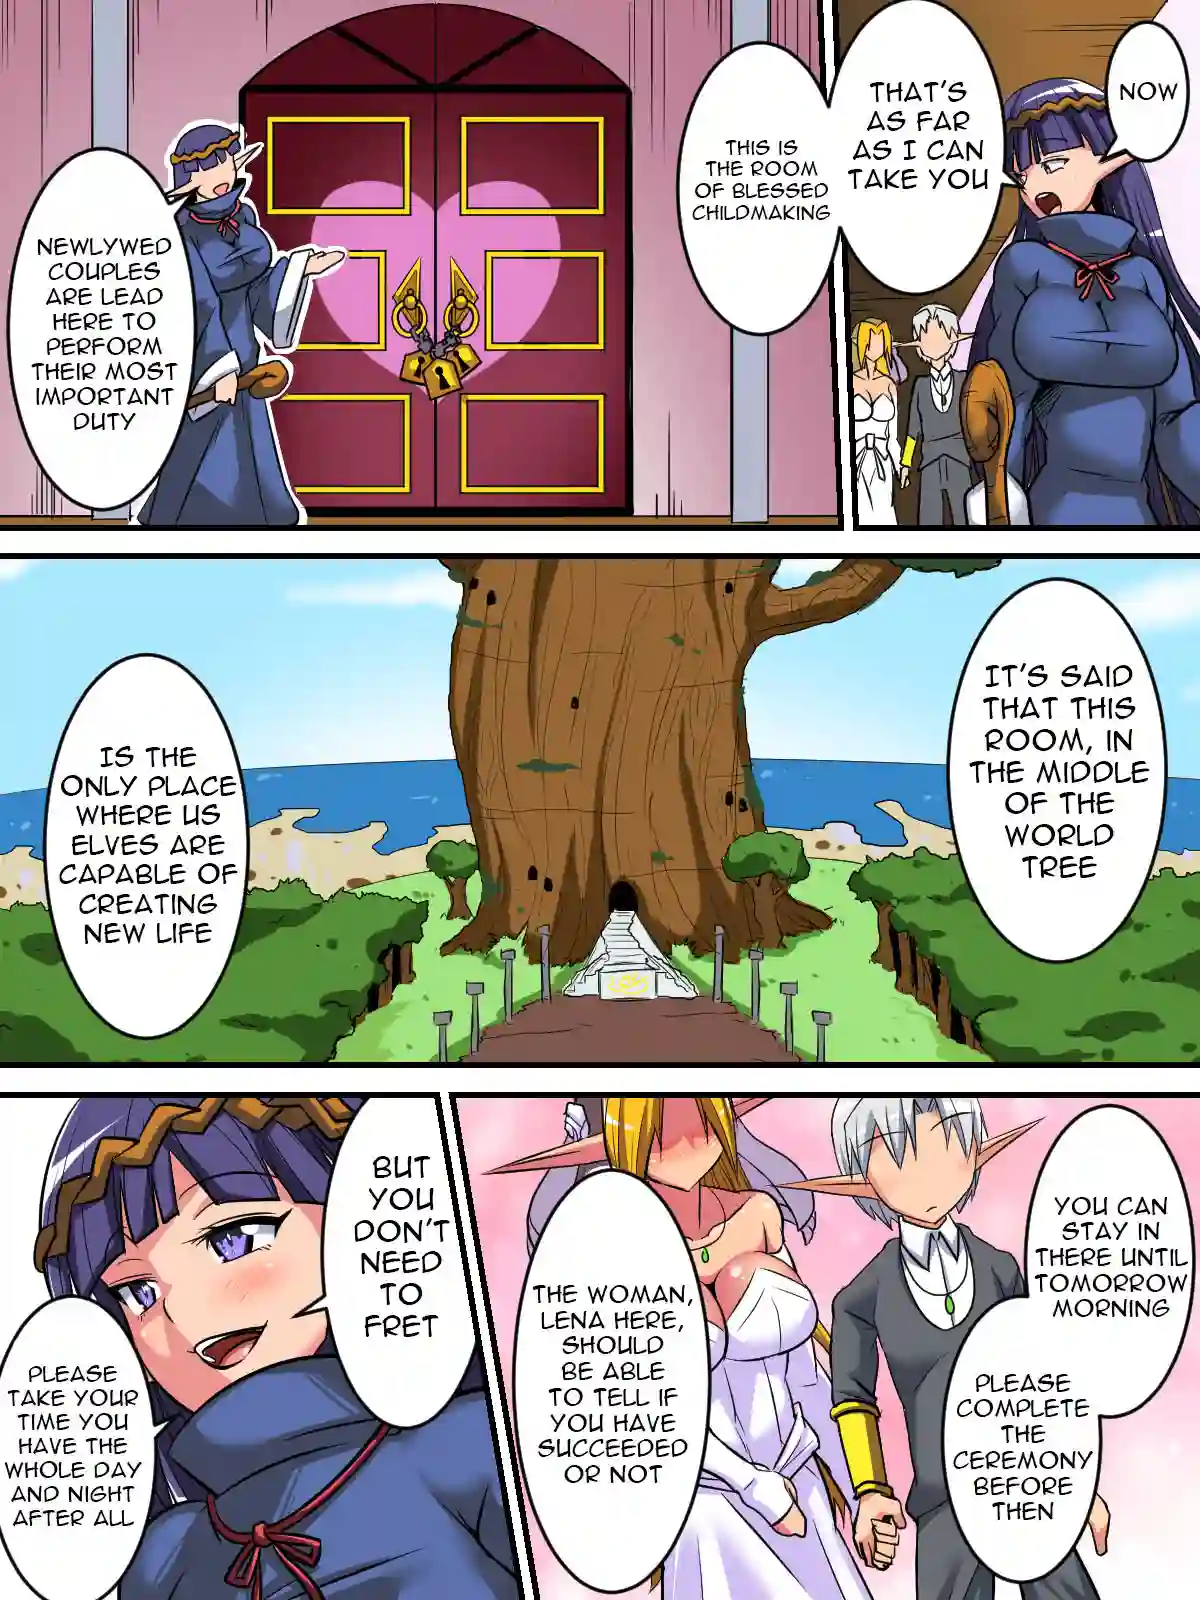 NOW
THAT'S
AS FAR
AS I CAN
TAKE YOU
THIS IS
THE ROOM
OF BLESSED
CHILDMAKING
NEWLYWED
COUPLES
ARE LEAD
HERE TO
PERFORM
THEIR MOST
IMPORTANT
DUTY
IT'S SAID
THAT THIS
ROOM, IN
THE MIDDLE
OF THE
WORLD
TREE
IS THE
ONLY PLACE
WHERE US
ELVES ARE
CAPABLE OF
CREATING
NEW LIFE
YOU CAN
STAY IN
THERE UNTIL
TOMORROW
MORNING
PLEASE
COMPLETE
THE
CEREMONY
BEFORE
THEN
THE WOMAN,
LENA HERE,
SHOULD
BE ABLE
TO TELL IF
YOU HAVE
SUCCEEDED
OR NOT
BUT
YOU
DON'T
NEED
TO
FRET
PLEASE
TAKE YOUR
TIME YOU
HAVE THE
WHOLE DAY
AND NIGHT
AFTER ALL